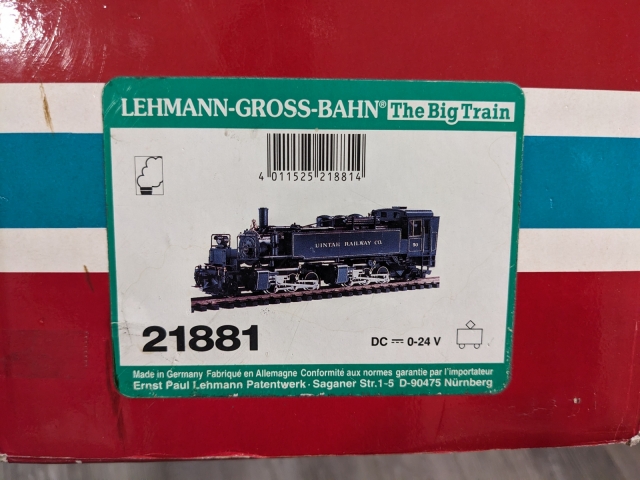 LEHMANN-GROSS-BAHN® The Big Train
4 011525 218814
UINTAH RAILWAY CO.
50
21881
DC 0-24 V
Made in Germany Fabriqué en Allemagne Conformité aux normes garantie par l'importateur
Ernst Paul Lehmann Patentwerk · Saganer Str.1-5 D-90475 Nürnberg